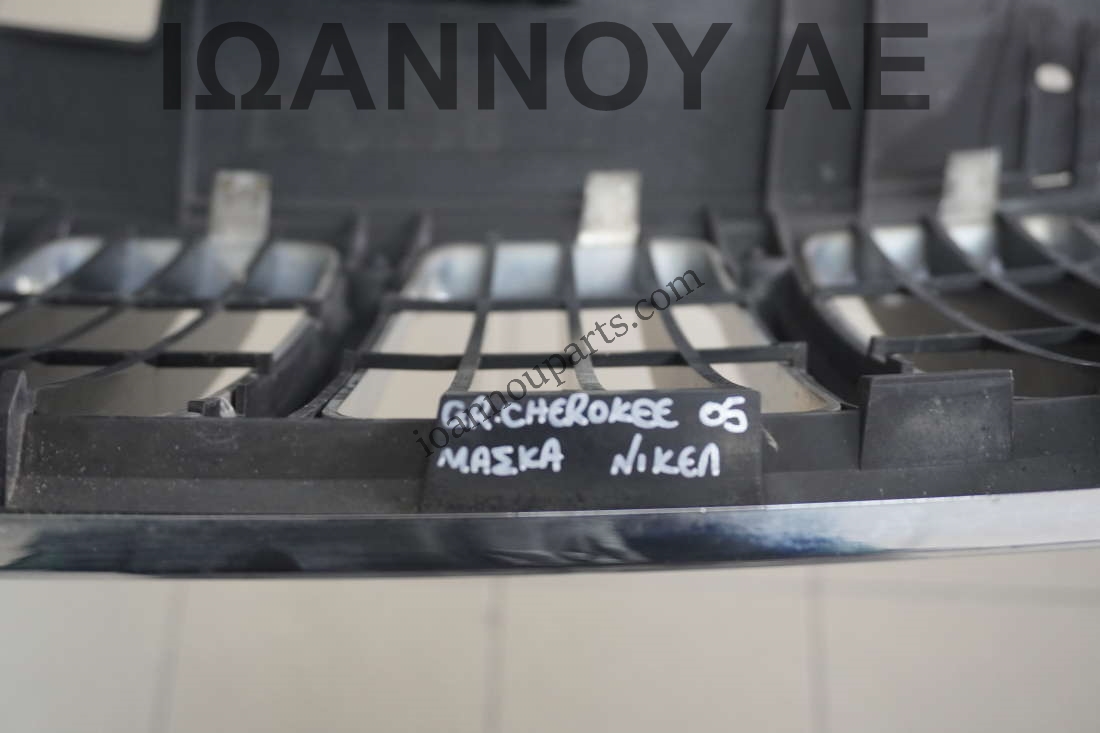 ΙΩΑΝΝΟΥ ΑΕ
ioannouparts.com
GR.CHEROKEE 05
ΜΑΣΚΑ ΝΙΚΕΛ